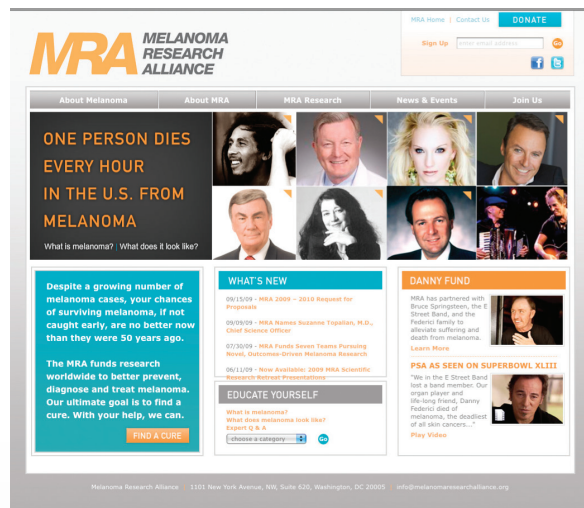 MRA Home | Contact Us
DONATE
MRA MELANOMA
RESEARCH
ALLIANCE
Sign Up enter email address Go
About Melanoma
About MRA
MRA Research
News & Events
Join Us
ONE PERSON DIES
EVERY HOUR
IN THE U.S. FROM
MELANOMA
What is melanoma? | What does it look like?
Despite a growing number of
melanoma cases, your chances
of surviving melanoma, if not
caught early, are no better now
than they were 50 years ago.
The MRA funds research
worldwide to better prevent,
diagnose and treat melanoma.
Our ultimate goal is to find a
cure. With your help, we can.
FIND A CURE
WHAT'S NEW
09/15/09 - MRA 2009 – 2010 Request for
Proposals
09/09/09 - MRA Names Suzanne Topalian, M.D.,
Chief Science Officer
07/30/09 - MRA Funds Seven Teams Pursuing
Novel, Outcomes-Driven Melanoma Research
06/11/09 - Now Available: 2009 MRA Scientific
Research Retreat Presentations
EDUCATE YOURSELF
What is melanoma?
What does melanoma look like?
Expert Q & A
choose a category Go
DANNY FUND
MRA has partnered with
Bruce Springsteen, the E
Street Band, and the
Federici family to
alleviate suffering and
death from melanoma.
Learn More
PSA AS SEEN ON SUPERBOWL XLIII
"We in the E Street Band
lost a band member. Our
organ player and
life-long friend, Danny
Federici died of
melanoma, the deadliest
of all skin cancers..."
Play Video
Melanoma Research Alliance | 1101 New York Avenue, NW, Suite 620, Washington, DC 20005 | info@melanomaresearchalliance.org